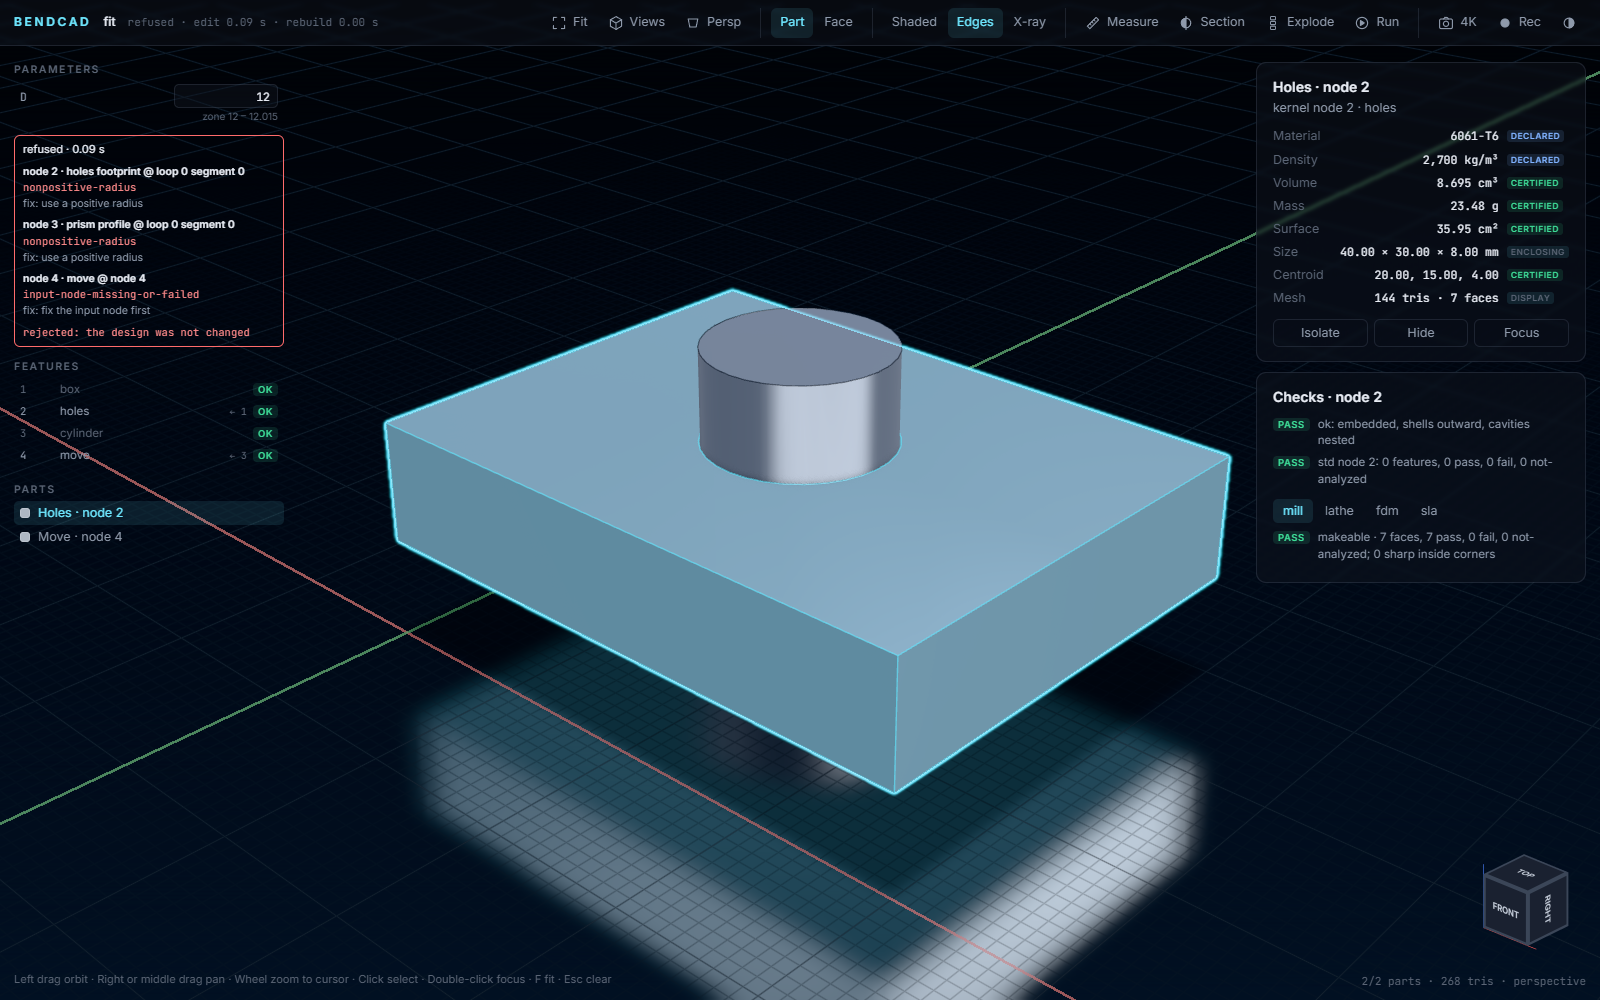 BENDCAD fit refused · edit 0.09 s · rebuild 0.00 s
Fit Views Persp Part Face Shaded Edges X-ray Measure Section Explode Run 4K Rec
PARAMETERS
D 12
zone 12 – 12.015
refused · 0.09 s
node 2 · holes footprint @ loop 0 segment 0
nonpositive-radius
fix: use a positive radius
node 3 · prism profile @ loop 0 segment 0
nonpositive-radius
fix: use a positive radius
node 4 · move @ node 4
input-node-missing-or-failed
fix: fix the input node first
rejected: the design was not changed
FEATURES
1 box OK
2 holes ← 1 OK
3 cylinder OK
4 move ← 3 OK
PARTS
Holes · node 2
Move · node 4
Holes · node 2
kernel node 2 · holes
Material 6061-T6 DECLARED
Density 2,700 kg/m³ DECLARED
Volume 8.695 cm³ CERTIFIED
Mass 23.48 g CERTIFIED
Surface 35.95 cm² CERTIFIED
Size 40.00 × 30.00 × 8.00 mm ENCLOSING
Centroid 20.00, 15.00, 4.00 CERTIFIED
Mesh 144 tris · 7 faces DISPLAY
Isolate Hide Focus
Checks · node 2
PASS ok: embedded, shells outward, cavities
nested
PASS std node 2: 0 features, 0 pass, 0 fail, 0 not-
analyzed
mill lathe fdm sla
PASS makeable · 7 faces, 7 pass, 0 fail, 0 not-
analyzed; 0 sharp inside corners
TOP
FRONT
RIGHT
Left drag orbit · Right or middle drag pan · Wheel zoom to cursor · Click select · Double-click focus · F fit · Esc clear
2/2 parts · 268 tris · perspective